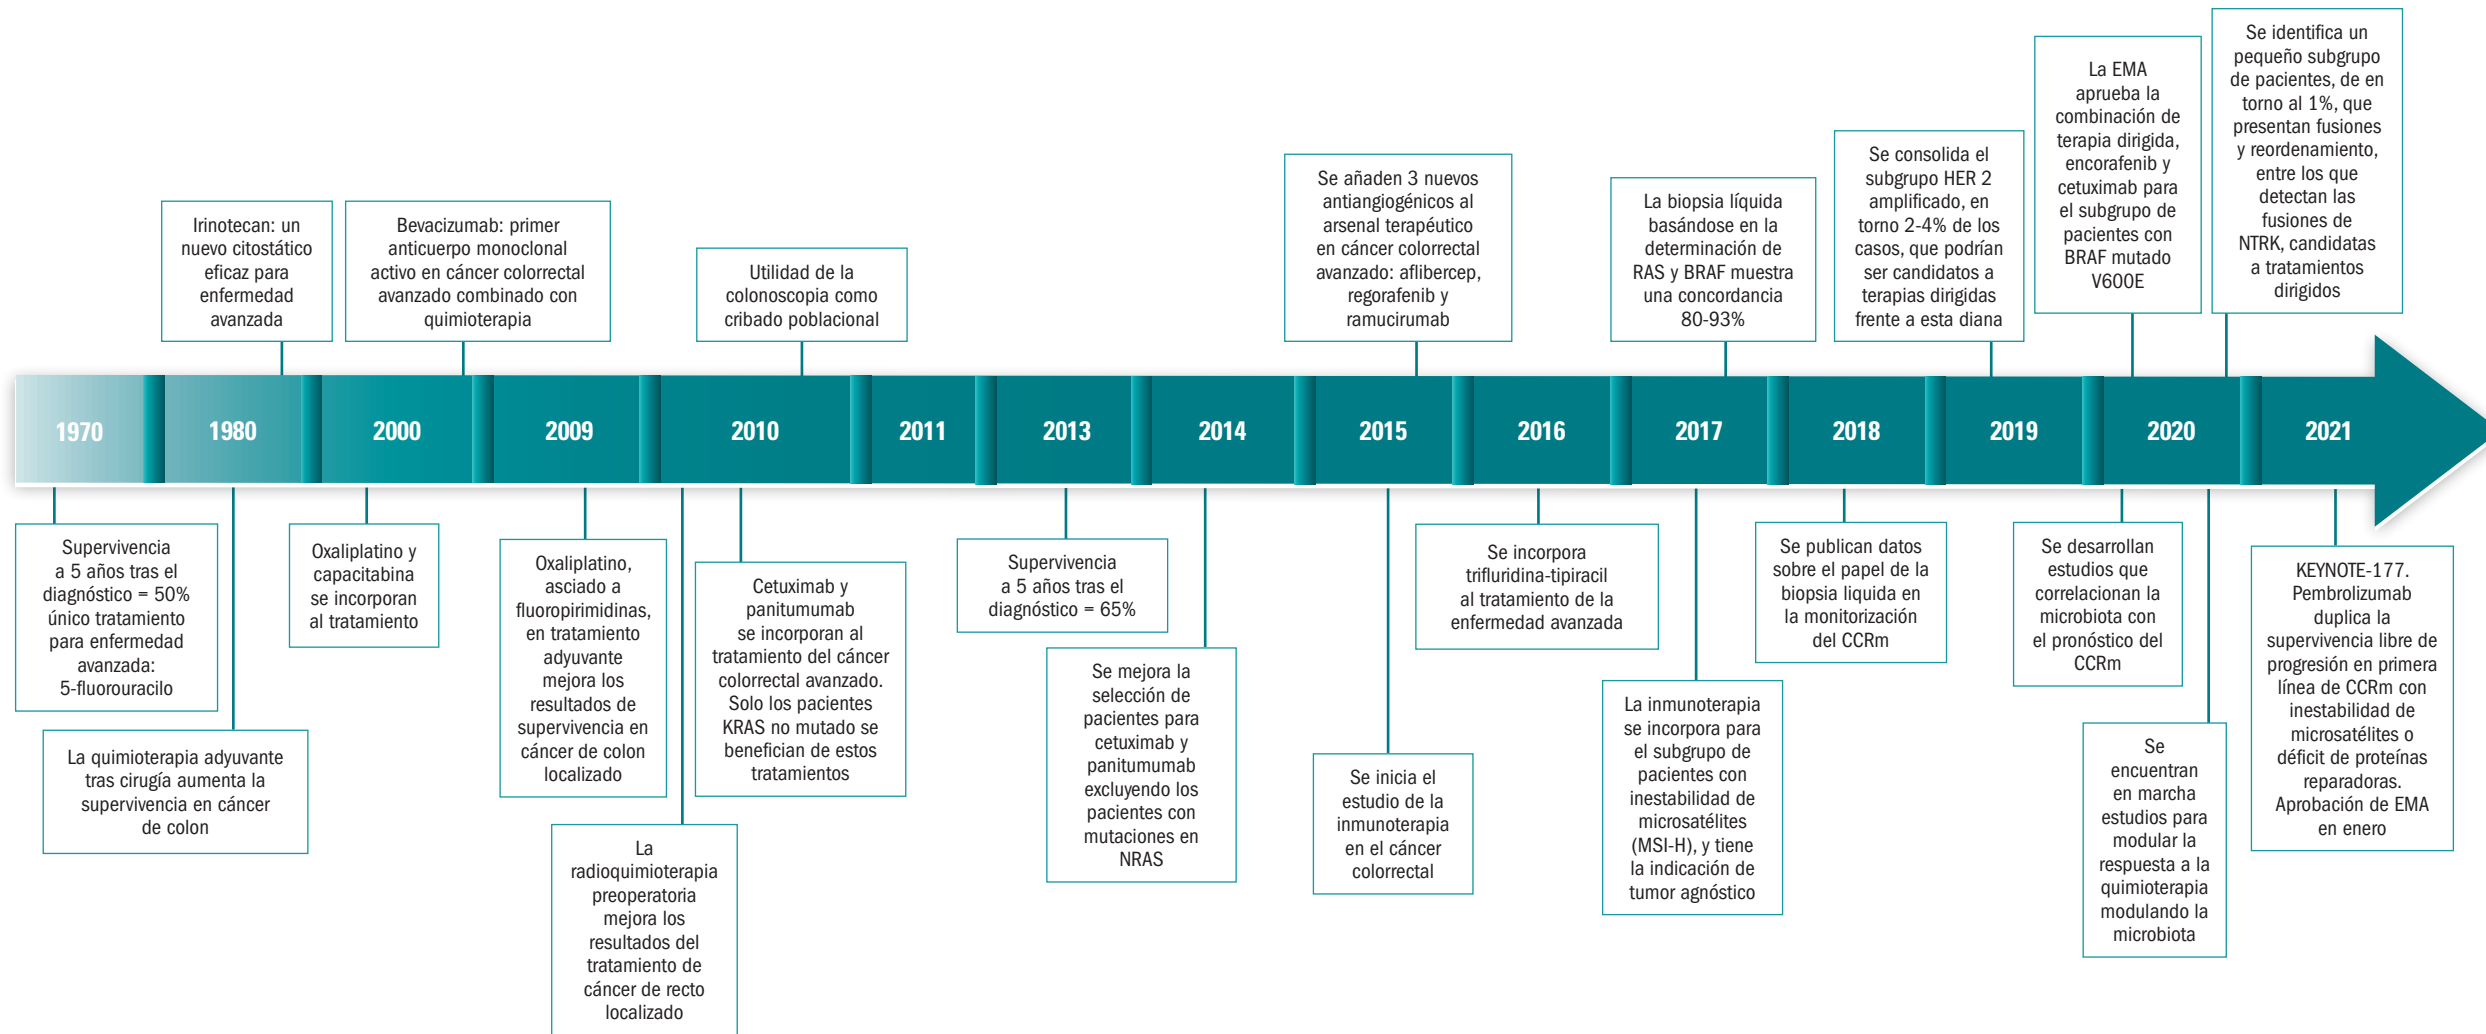 Irinotecan: un
nuevo citostático
eficaz para
enfermedad
avanzada
Bevacizumab: primer
anticuerpo monoclonal
activo en cáncer colorrectal
avanzado combinado con
quimioterapia
Utilidad de la
colonoscopia como
cribado poblacional
Se añaden 3 nuevos
antiangiogénicos al
arsenal terapéutico
en cáncer colorrectal
avanzado: aflibercep,
regorafenib y
ramucirumab
La biopsia líquida
basándose en la
determinación de
RAS y BRAF muestra
una concordancia
80-93%
Se consolida el
subgrupo HER 2
amplificado, en
torno 2-4% de los
casos, que podrían
ser candidatos a
terapias dirigidas
frente a esta diana
La EMA
aprueba la
combinación de
terapia dirigida,
encorafenib y
cetuximab para
el subgrupo de
pacientes con
BRAF mutado
V600E
Se identifica un
pequeño subgrupo
de pacientes, de en
torno al 1%, que
presentan fusiones
y reordenamiento,
entre los que
detectan las
fusiones de
NTRK, candidatas
a tratamientos
dirigidos
1970
1980
2000
2009
2010
2011
2013
2014
2015
2016
2017
2018
2019
2020
2021
Supervivencia
a 5 años tras el
diagnóstico = 50%
único tratamiento
para enfermedad
avanzada:
5-fluorouracilo
La quimioterapia adyuvante
tras cirugía aumenta la
supervivencia en cáncer
de colon
Oxaliplatino y
capacitabina
se incorporan
al tratamiento
Oxaliplatino,
asciado a
fluoropirimidinas,
en tratamiento
adyuvante
mejora los
resultados de
supervivencia en
cáncer de colon
localizado
La
radioquimioterapia
preoperatoria
mejora los
resultados del
tratamiento de
cáncer de recto
localizado
Cetuximab y
panitumumab
se incorporan al
tratamiento del cáncer
colorrectal avanzado.
Solo los pacientes
KRAS no mutado se
benefician de estos
tratamientos
Supervivencia
a 5 años tras el
diagnóstico = 65%
Se mejora la
selección de
pacientes para
cetuximab y
panitumumab
excluyendo los
pacientes con
mutaciones en
NRAS
Se inicia el
estudio de la
inmunoterapia
en el cáncer
colorrectal
Se incorpora
trifluridina-tipiracil
al tratamiento de la
enfermedad avanzada
La inmunoterapia
se incorpora para
el subgrupo de
pacientes con
inestabilidad de
microsatélites
(MSI-H), y tiene
la indicación de
tumor agnóstico
Se publican datos
sobre el papel de la
biopsia liquida en
la monitorización
del CCRm
Se desarrollan
estudios que
correlacionan la
microbiota con
el pronóstico del
CCRm
Se
encuentran
en marcha
estudios para
modular la
respuesta a la
quimioterapia
modulando la
microbiota
KEYNOTE-177.
Pembrolizumab
duplica la
supervivencia libre de
progresión en primera
línea de CCRm con
inestabilidad de
microsatélites o
déficit de proteínas
reparadoras.
Aprobación de EMA
en enero